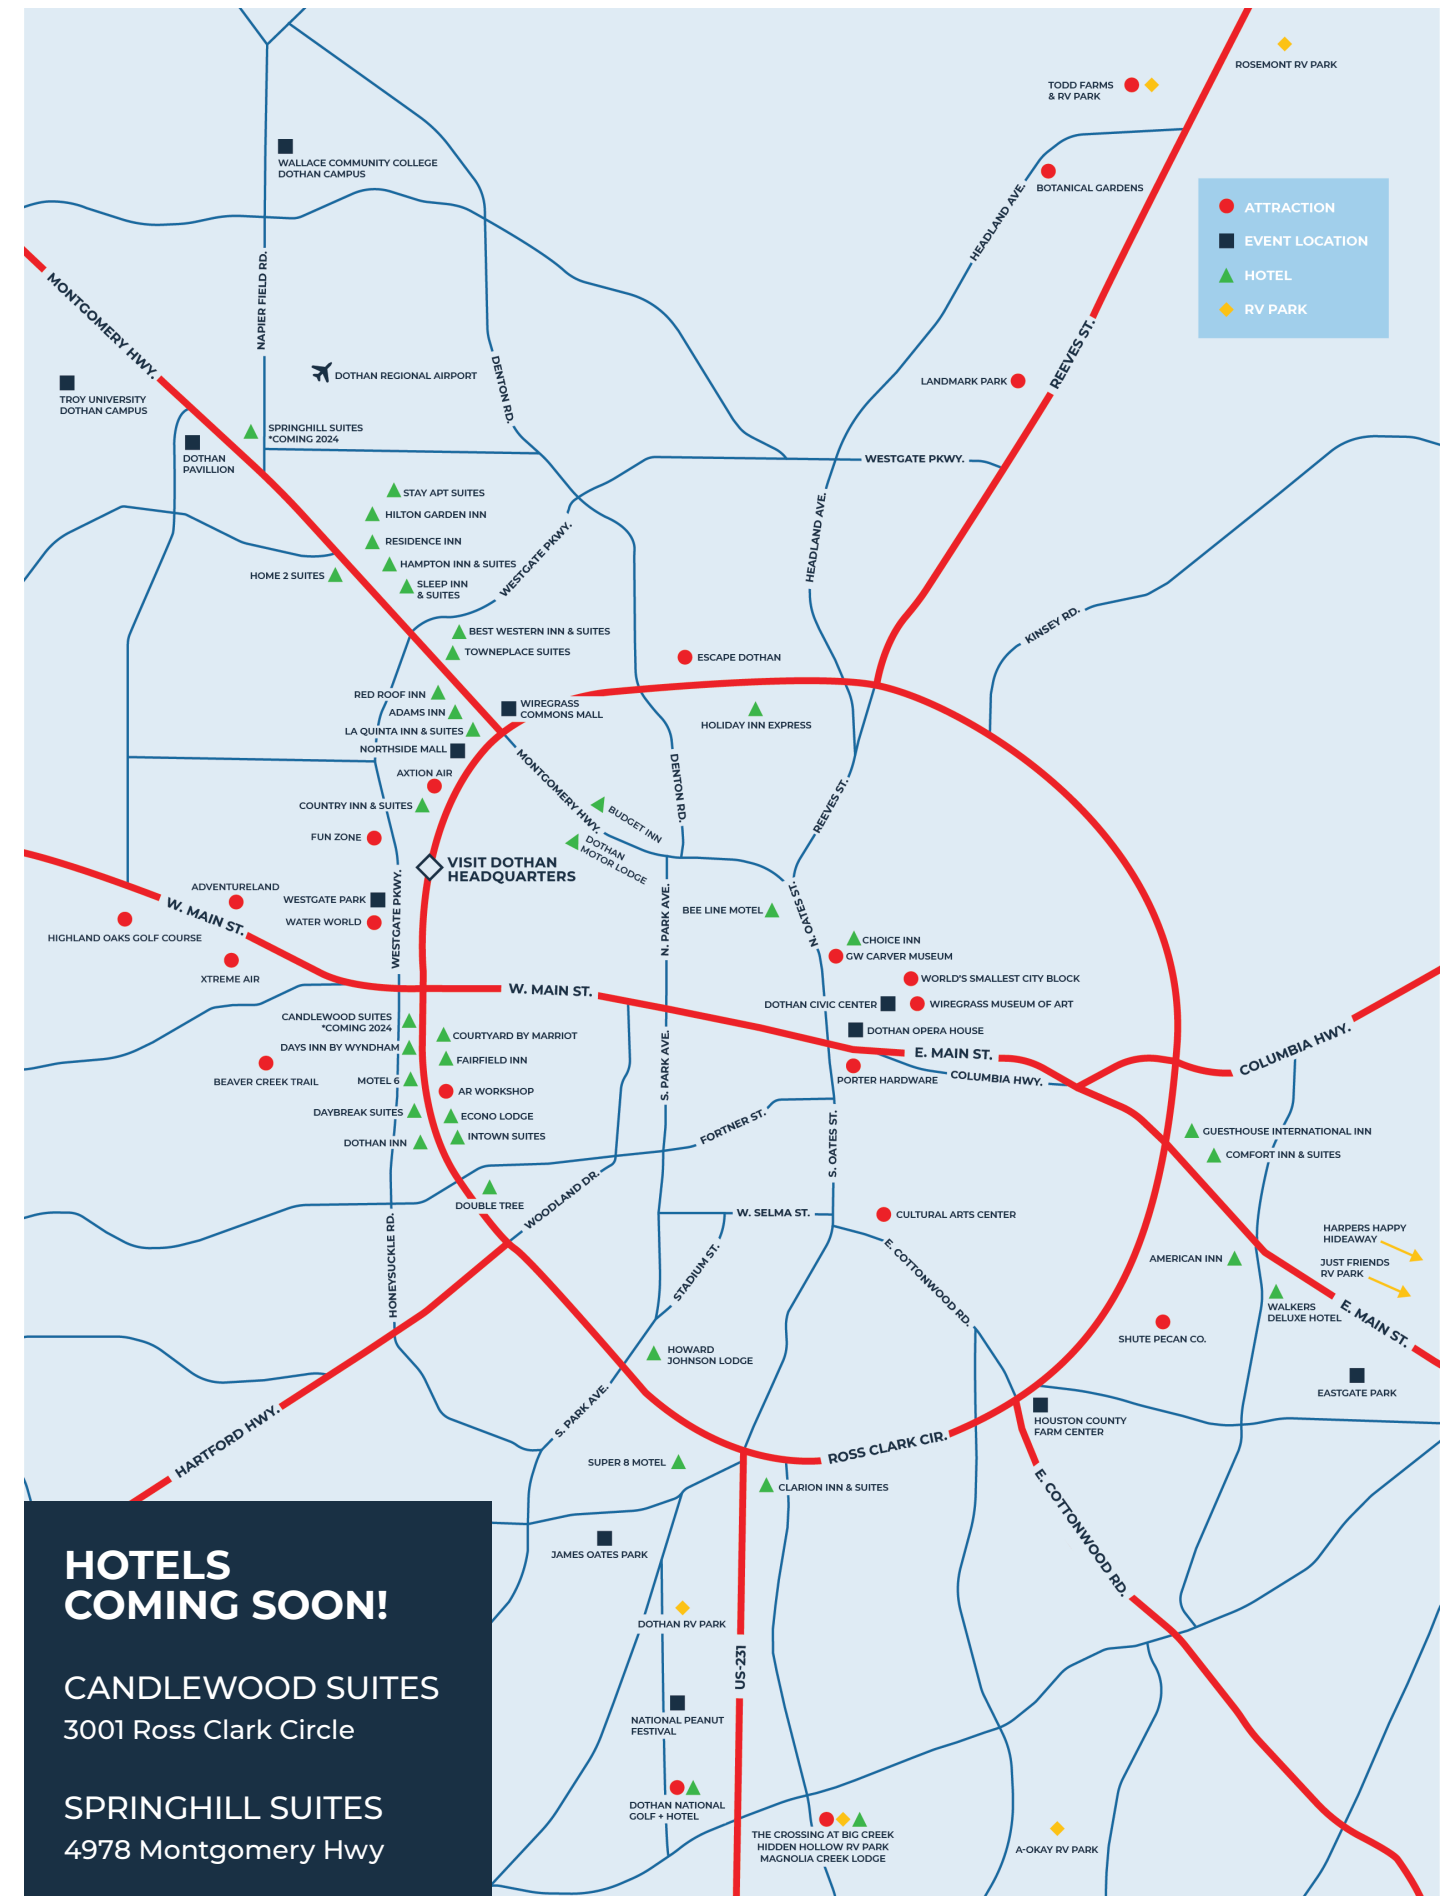 ROSEMONT RV PARK
TODD FARMS
& RV PARK
WALLACE COMMUNITY COLLEGE
DOTHAN CAMPUS
BOTANICAL GARDENS
HEADLAND AVE.
ATTRACTION
EVENT LOCATION
HOTEL
RV PARK
NAPIER FIELD RD.
MONTGOMERY HWY.
REEVES ST.
DOTHAN REGIONAL AIRPORT
DENTON RD.
LANDMARK PARK
TROY UNIVERSITY
DOTHAN CAMPUS
SPRINGHILL SUITES
*COMING 2024
DOTHAN
PAVILLION
WESTGATE PKWY.
STAY APT SUITES
HILTON GARDEN INN
HEADLAND AVE.
RESIDENCE INN
WESTGATE PKWY.
HAMPTON INN & SUITES
HOME 2 SUITES
SLEEP INN
& SUITES
KINSEY RD.
BEST WESTERN INN & SUITES
TOWNEPLACE SUITES
ESCAPE DOTHAN
RED ROOF INN
WIREGRASS
COMMONS MALL
ADAMS INN
HOLIDAY INN EXPRESS
LA QUINTA INN & SUITES
NORTHSIDE MALL
AXTION AIR
MONTGOMERY HWY.
DENTON RD.
COUNTRY INN & SUITES
BUDGET INN
REEVES ST.
FUN ZONE
DOTHAN
MOTOR LODGE
VISIT DOTHAN
HEADQUARTERS
ADVENTURELAND
WESTGATE PARK
WESTGATE PKWY.
W. MAIN ST.
WATER WORLD
N. PARK AVE.
BEE LINE MOTEL
N. OATES ST.
HIGHLAND OAKS GOLF COURSE
CHOICE INN
GW CARVER MUSEUM
XTREME AIR
WORLD'S SMALLEST CITY BLOCK
W. MAIN ST.
DOTHAN CIVIC CENTER
WIREGRASS MUSEUM OF ART
CANDLEWOOD SUITES
*COMING 2024
COURTYARD BY MARRIOT
DOTHAN OPERA HOUSE
DAYS INN BY WYNDHAM
FAIRFIELD INN
S. PARK AVE.
E. MAIN ST.
COLUMBIA HWY.
BEAVER CREEK TRAIL
MOTEL 6
AR WORKSHOP
PORTER HARDWARE
COLUMBIA HWY.
DAYBREAK SUITES
ECONO LODGE
FORTNER ST.
S. OATES ST.
DOTHAN INN
INTOWN SUITES
GUESTHOUSE INTERNATIONAL INN
COMFORT INN & SUITES
DOUBLE TREE
WOODLAND DR.
W. SELMA ST.
CULTURAL ARTS CENTER
HONEYSUCKLE RD.
STADIUM ST.
E. COTTONWOOD RD.
HARPERS HAPPY
HIDEAWAY
AMERICAN INN
JUST FRIENDS
RV PARK
WALKERS
DELUXE HOTEL
E. MAIN ST.
SHUTE PECAN CO.
HOWARD
JOHNSON LODGE
EASTGATE PARK
S. PARK AVE.
HOUSTON COUNTY
FARM CENTER
HARTFORD HWY.
ROSS CLARK CIR.
SUPER 8 MOTEL
CLARION INN & SUITES
E. COTTONWOOD RD.
JAMES OATES PARK
HOTELS
COMING SOON!
DOTHAN RV PARK
US-231
CANDLEWOOD SUITES
3001 Ross Clark Circle
NATIONAL PEANUT
FESTIVAL
SPRINGHILL SUITES
4978 Montgomery Hwy
DOTHAN NATIONAL
GOLF + HOTEL
THE CROSSING AT BIG CREEK
HIDDEN HOLLOW RV PARK
MAGNOLIA CREEK LODGE
A-OKAY RV PARK